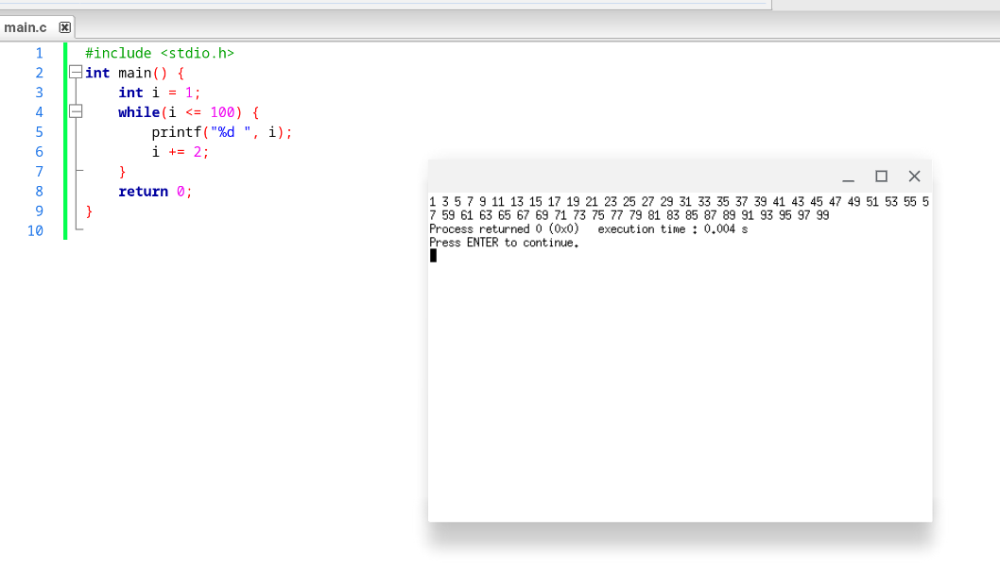 main.c
1 #include <stdio.h>
2 int main() {
3 int i = 1;
4 while(i <= 100) {
5 printf("%d ", i);
6 i += 2;
7 }
8 return 0;
9 }
10
1 3 5 7 9 11 13 15 17 19 21 23 25 27 29 31 33 35 37 39 41 43 45 47 49 51 53 55 5
7 59 61 63 65 67 69 71 73 75 77 79 81 83 85 87 89 91 93 95 97 99
Process returned 0 (0x0)   execution time : 0.004 s
Press ENTER to continue.